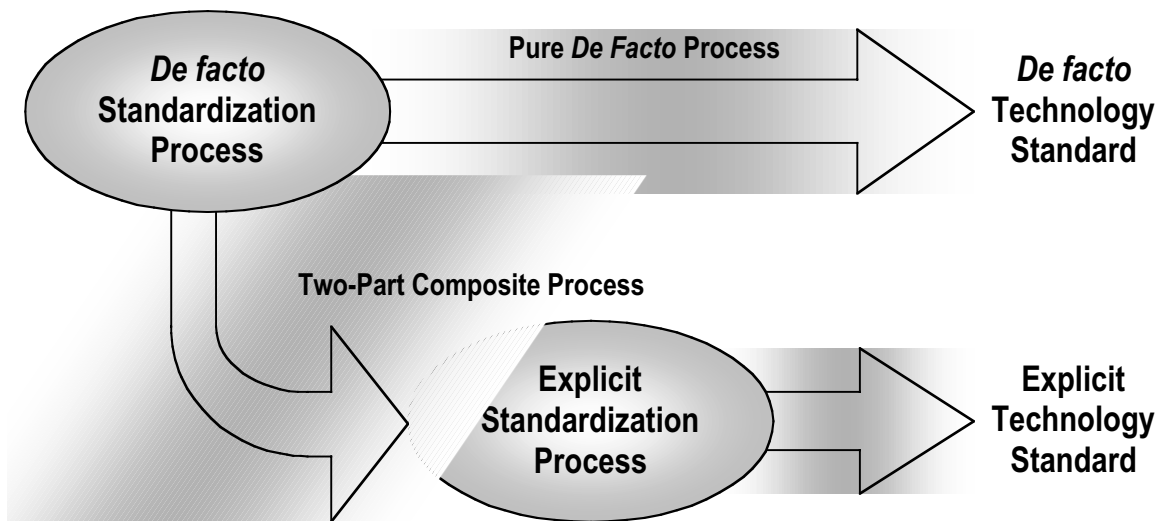 De facto
Standardization
Process
Pure De Facto Process
De facto
Technology
Standard
Two-Part Composite Process
Explicit
Standardization
Process
Explicit
Technology
Standard